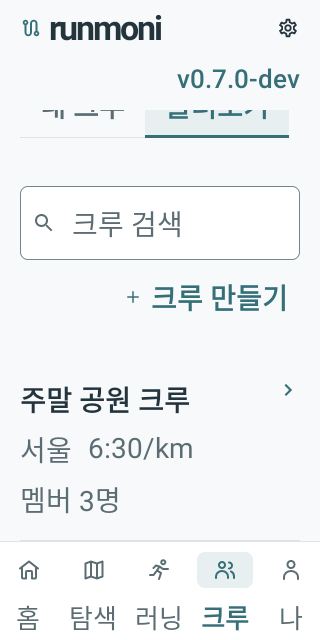 runmoni
v0.7.0-dev
크루 검색
+ 크루 만들기
주말 공원 크루
서울 6:30/km
멤버 3명
홈 탐색 러닝 크루 나